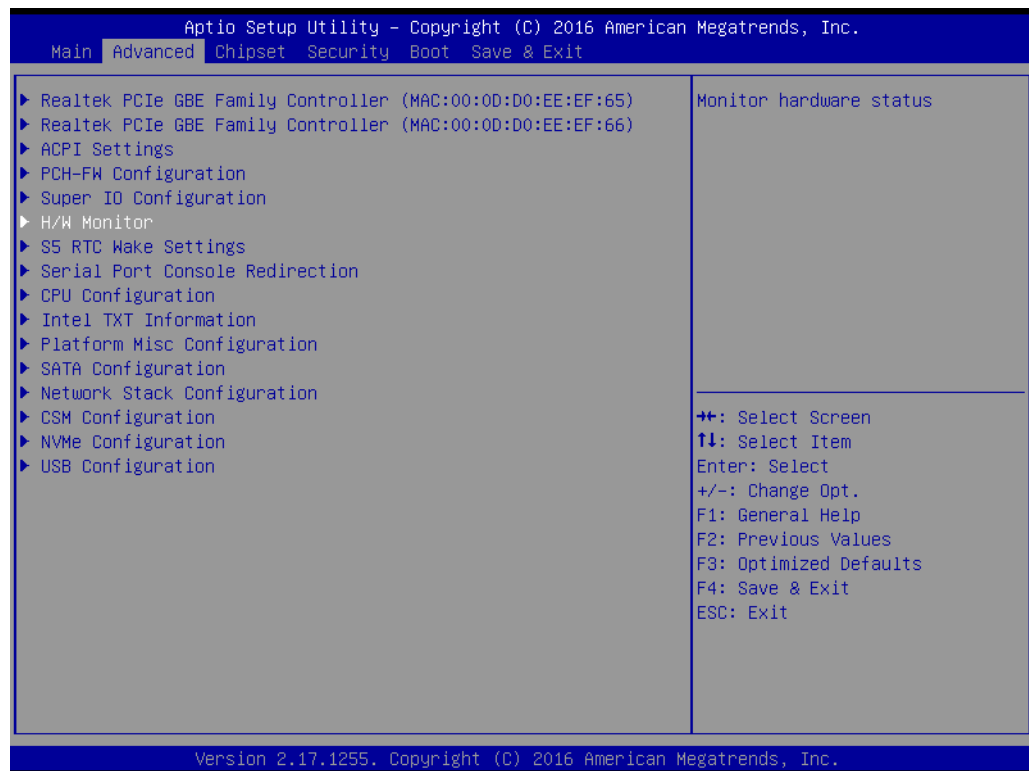 Aptio Setup Utility – Copyright (C) 2016 American Megatrends, Inc.
Main Advanced Chipset Security Boot Save & Exit
▶ Realtek PCIe GBE Family Controller (MAC:00:0D:D0:EE:EF:65)
▶ Realtek PCIe GBE Family Controller (MAC:00:0D:D0:EE:EF:66)
▶ ACPI Settings
▶ PCH-FW Configuration
▶ Super IO Configuration
▶ H/W Monitor
▶ S5 RTC Wake Settings
▶ Serial Port Console Redirection
▶ CPU Configuration
▶ Intel TXT Information
▶ Platform Misc Configuration
▶ SATA Configuration
▶ Network Stack Configuration
▶ CSM Configuration
▶ NVMe Configuration
▶ USB Configuration
Monitor hardware status
→←: Select Screen
↑↓: Select Item
Enter: Select
+/-: Change Opt.
F1: General Help
F2: Previous Values
F3: Optimized Defaults
F4: Save & Exit
ESC: Exit
Version 2.17.1255. Copyright (C) 2016 American Megatrends, Inc.